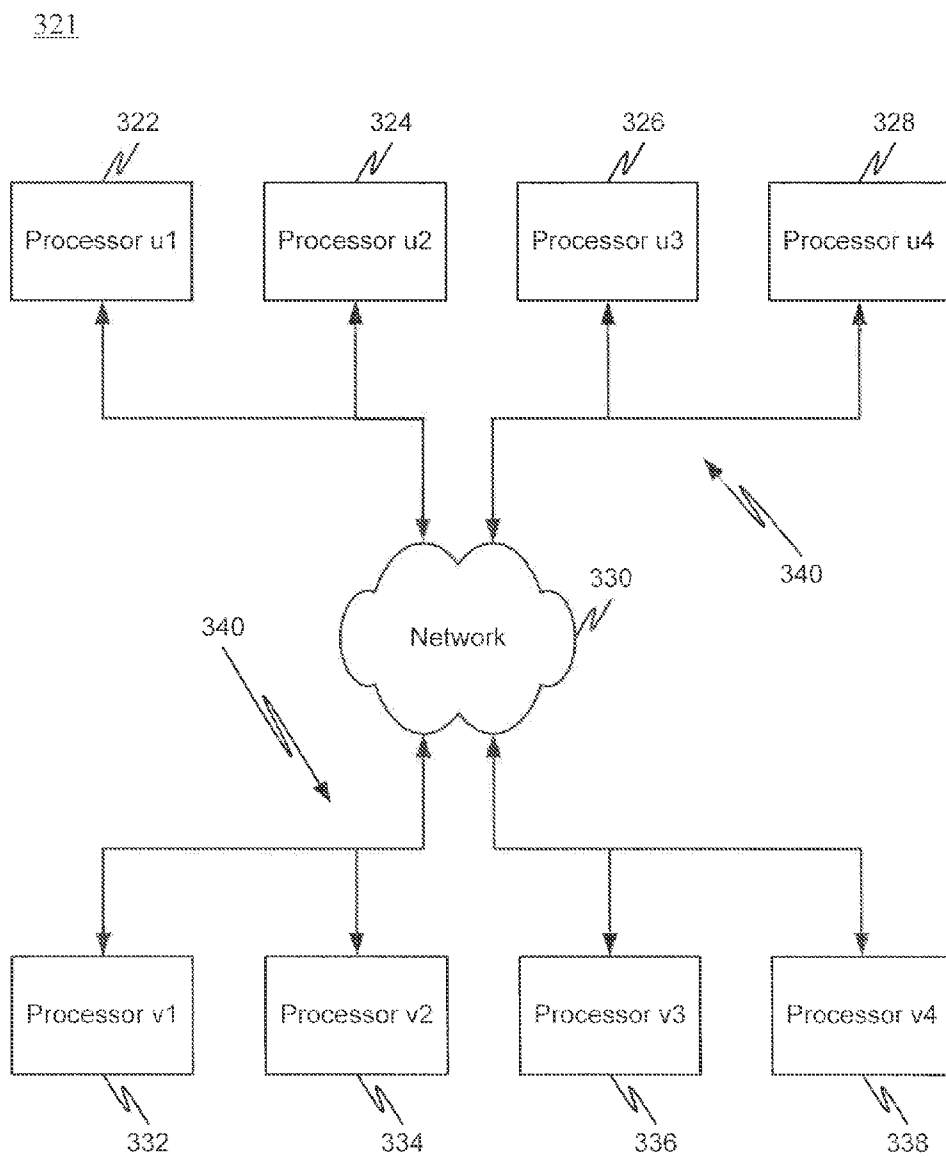 321
322 324 326 328
Processor u1 Processor u2 Processor u3 Processor u4
340
330
Network
340
Processor v1 Processor v2 Processor v3 Processor v4
332 334 336 338